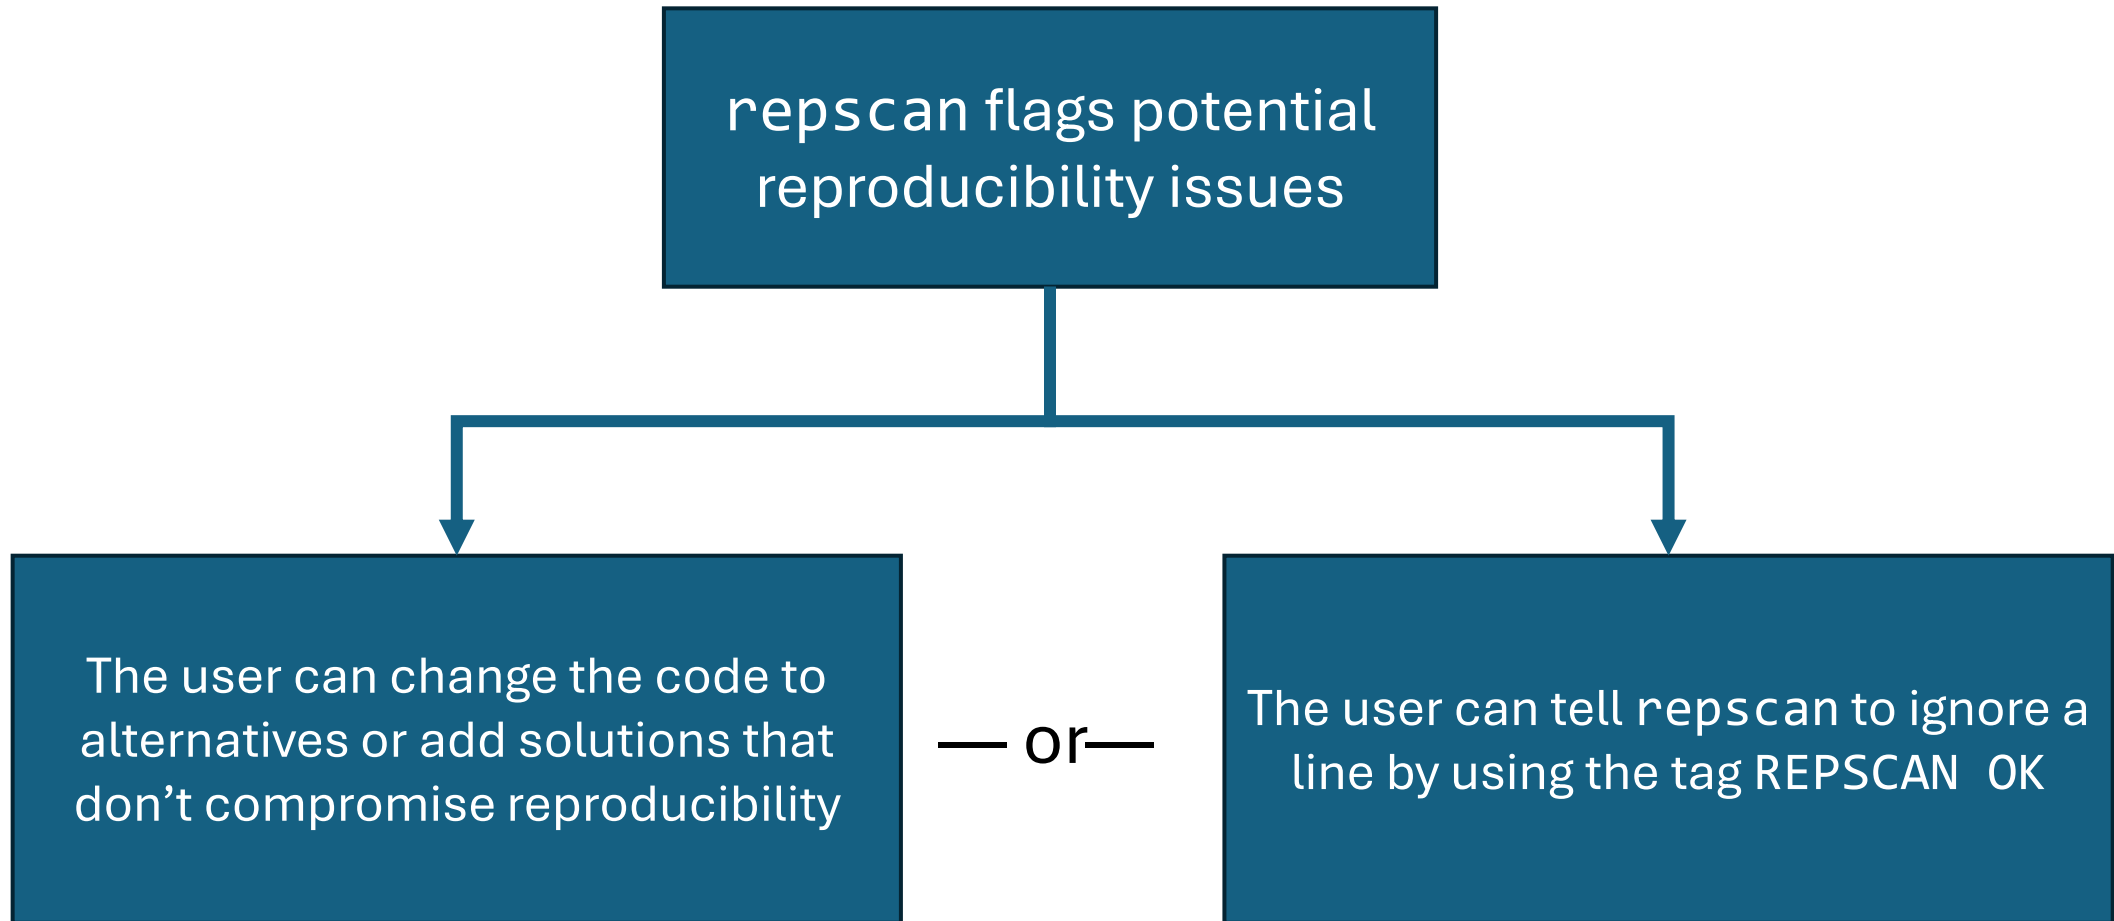 repscan flags potential
reproducibility issues
The user can change the code to
alternatives or add solutions that
don’t compromise reproducibility
— or—
The user can tell repscan to ignore a
line by using the tag REPSCAN OK